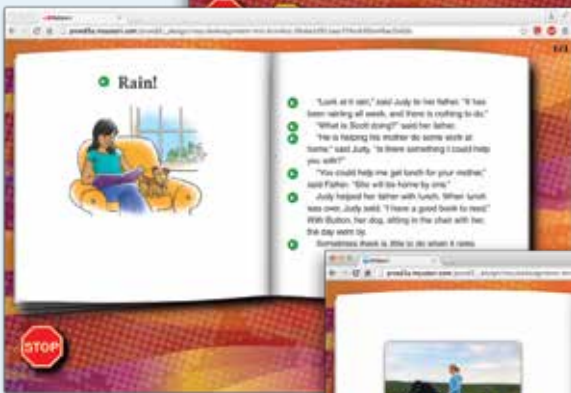 1/1
Rain!
"Look at it rain," said Judy to her father. "It has
been raining all week, and there is nothing to do."
"What is Scott doing?" said her father.
"He is helping his mother do some work at
home," said Judy. "Is there something I could help
you with?"
"You could help me get lunch for your mother,"
said Father. "She will be home by one."
Judy helped her father with lunch. When lunch
was over, Judy said, "I have a good book to read."
With Button, her dog, sitting in the chair with her,
the day went by.
Sometimes there is little to do when it rains.
STOP